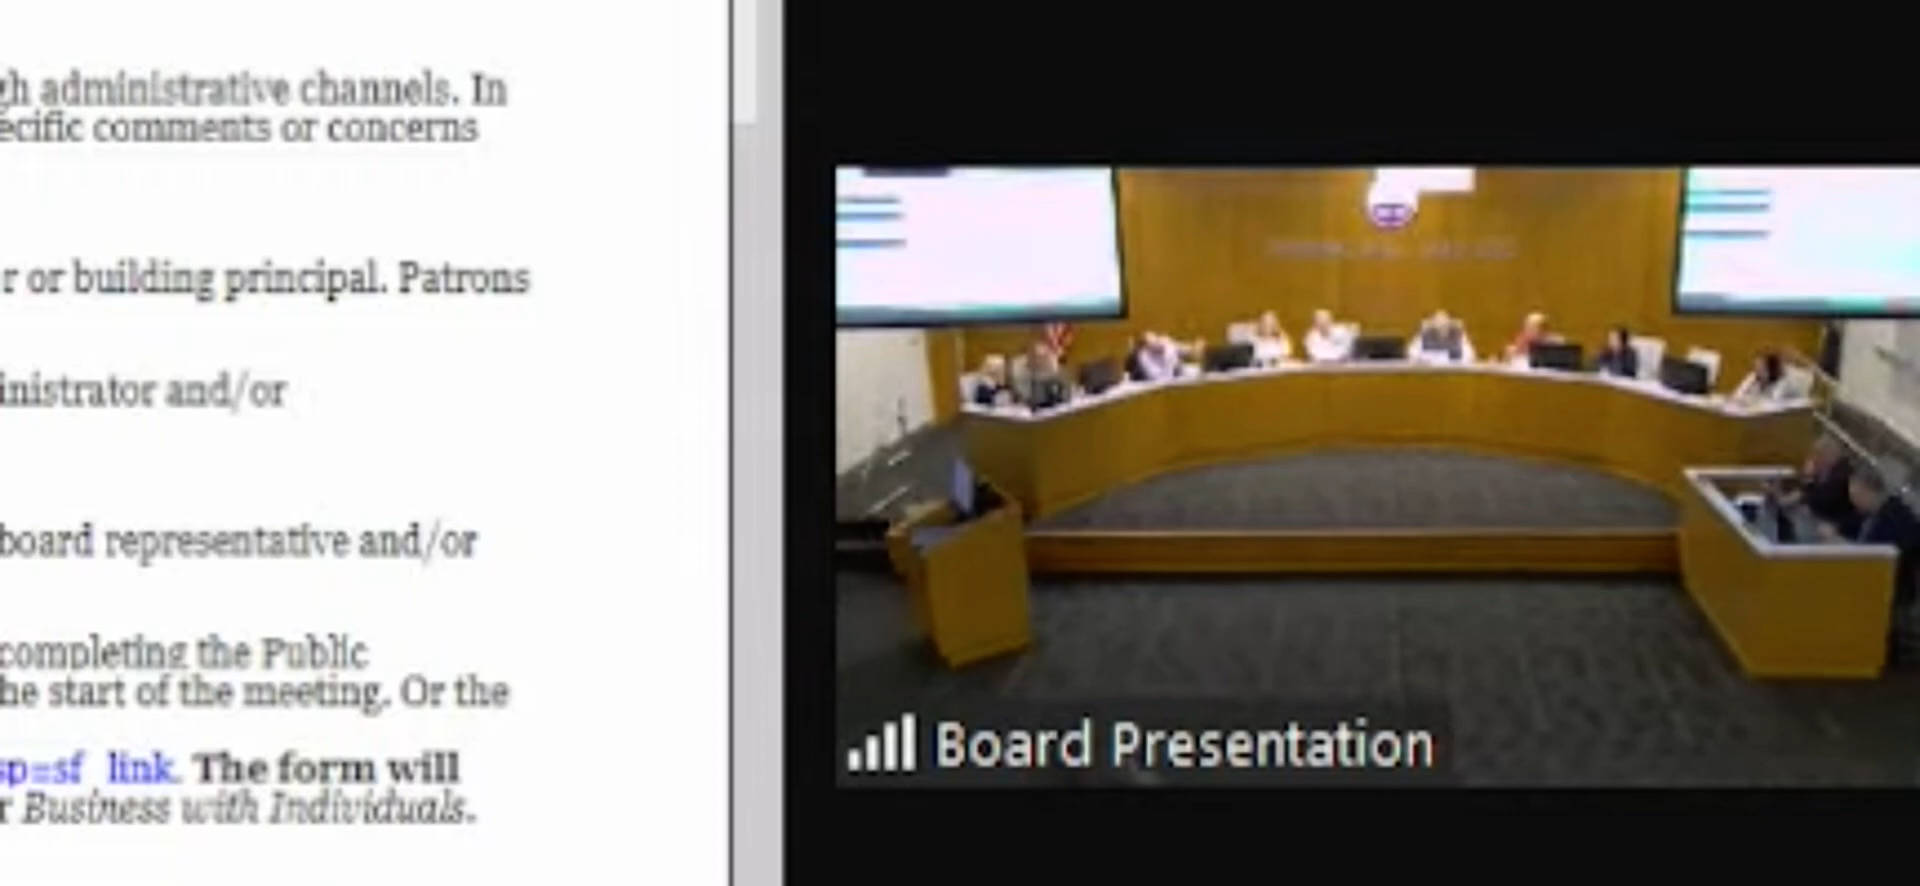 gh administrative channels. In
ecific comments or concerns
r or building principal. Patrons
inistrator and/or
board representative and/or
completing the Public
he start of the meeting. Or the
sp=sf_link. The form will
r Business with Individuals.
Board Presentation